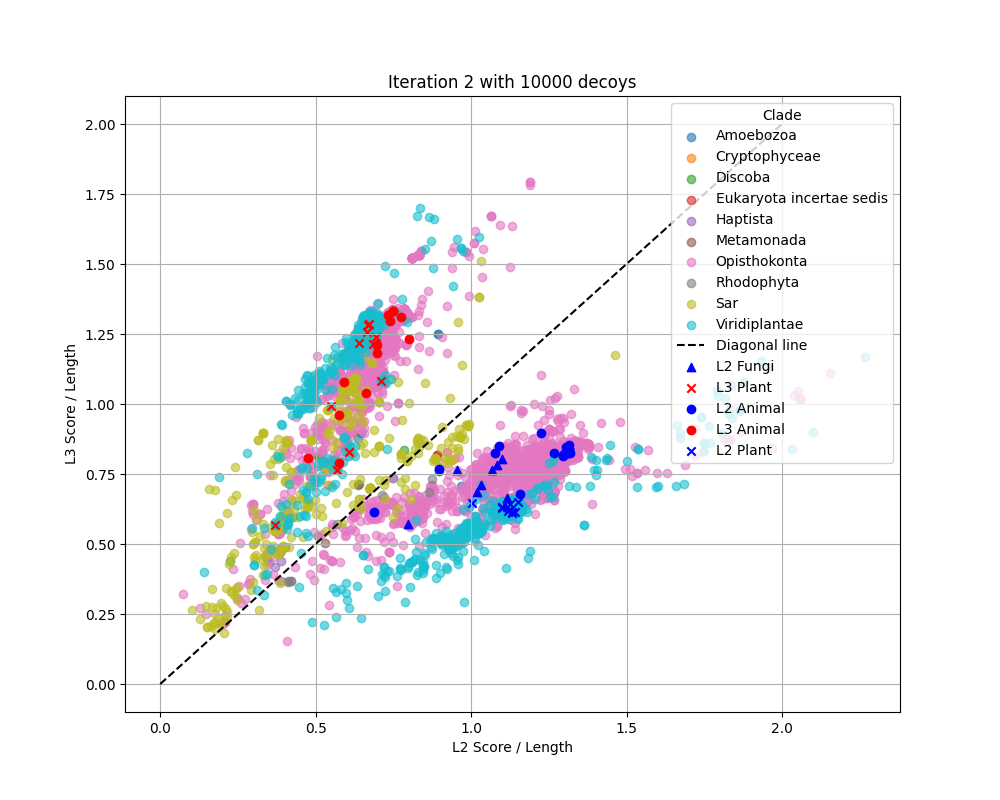 Iteration 2 with 10000 decoys
L3 Score / Length
2.00
1.75
1.50
1.25
1.00
0.75
0.50
0.25
0.00
0.0
0.5
1.0
1.5
2.0
L2 Score / Length
Clade
Amoebozoa
Cryptophyceae
Discoba
Eukaryota incertae sedis
Haptista
Metamonada
Opisthokonta
Rhodophyta
Sar
Viridiplantae
Diagonal line
L2 Fungi
L3 Plant
L2 Animal
L3 Animal
L2 Plant